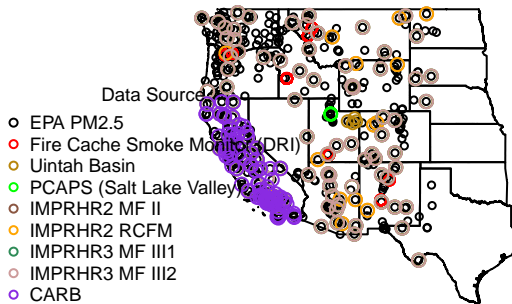 Data Source
EPA PM2.5
Fire Cache Smoke Monitor (DRI)
Uintah Basin
PCAPS (Salt Lake Valley)
IMPRHR2 MF II
IMPRHR2 RCFM
IMPRHR3 MF III1
IMPRHR3 MF III2
CARB